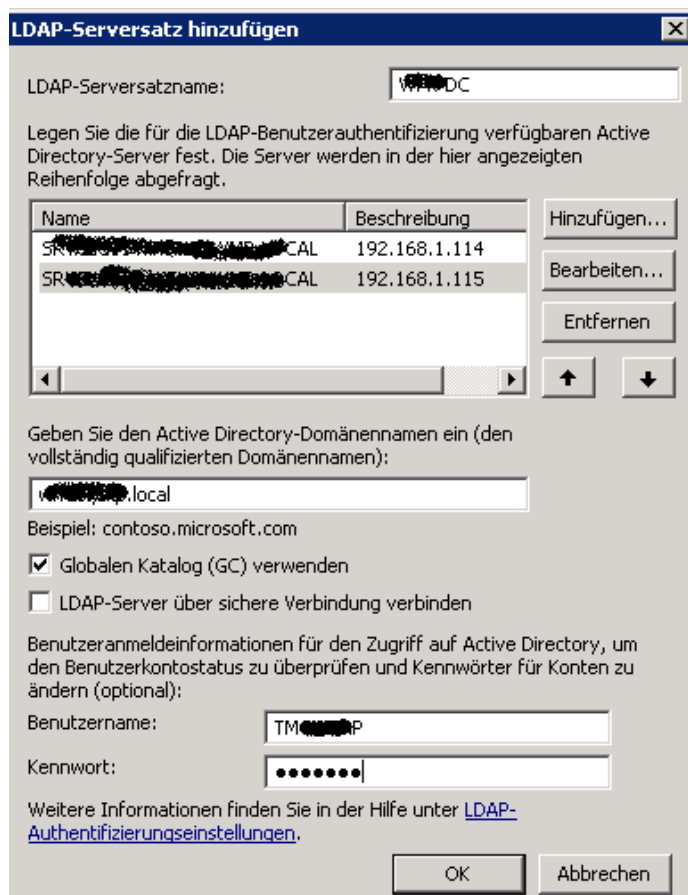 LDAP-Serversatz hinzufügen
LDAP-Serversatzname:
Legen Sie die für die LDAP-Benutzerauthentifizierung verfügbaren Active
Directory-Server fest. Die Server werden in der hier angezeigten
Reihenfolge abgefragt.
Name Beschreibung Hinzufügen...
192.168.1.114
192.168.1.115 Bearbeiten...
Entfernen
Geben Sie den Active Directory-Domänennamen ein (den
vollständig qualifizierten Domänennamen):
.local
Beispiel: contoso.microsoft.com
Globalen Katalog (GC) verwenden
LDAP-Server über sichere Verbindung verbinden
Benutzeranmeldeinformationen für den Zugriff auf Active Directory, um
den Benutzerkontostatus zu überprüfen und Kennwörter für Konten zu
ändern (optional):
Benutzername:
Kennwort:
Weitere Informationen finden Sie in der Hilfe unter LDAP-
Authentifizierungseinstellungen.
OK Abbrechen